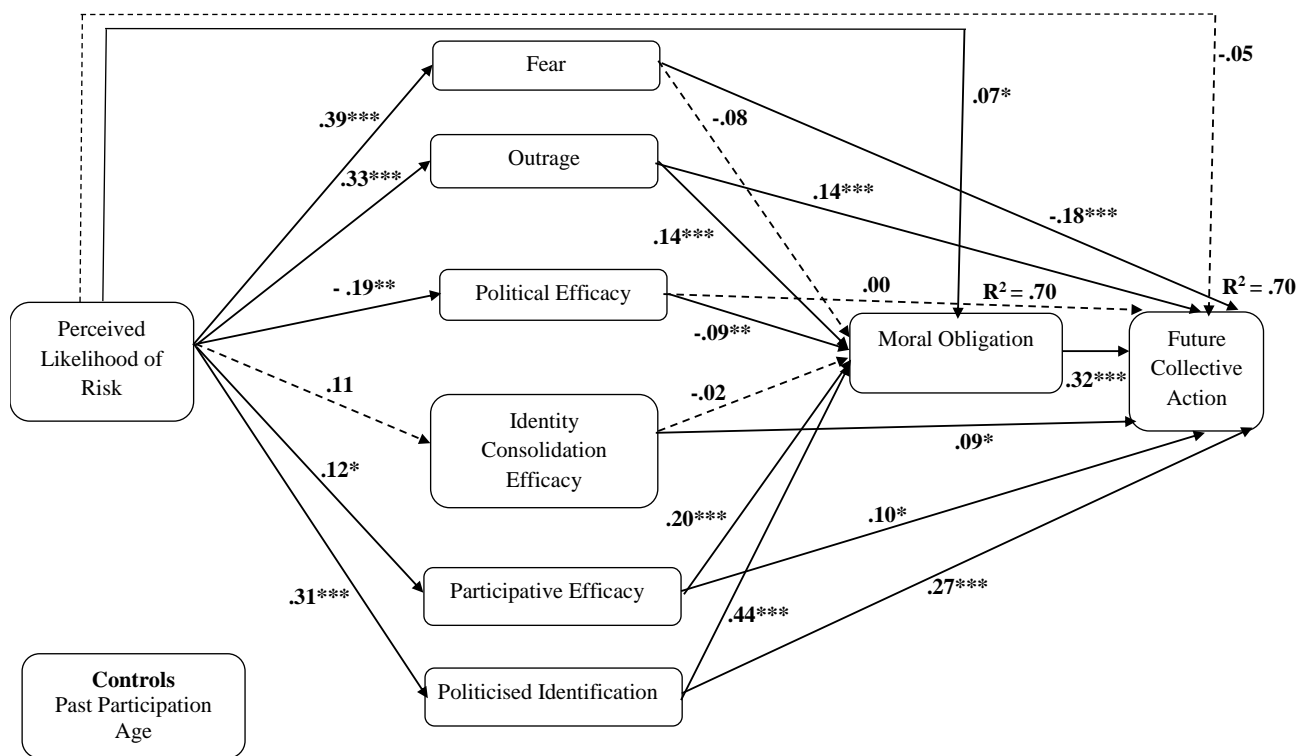 Fear
-.05
.07*
.39***
-.08
Outrage
.33***
.14***
-.18***
.14***
Political Efficacy
- .19**
.00
R² = .70
R² = .70
Perceived
Likelihood of
Risk
-.09**
Moral Obligation
Future
Collective
Action
.32***
.11
-.02
Identity
Consolidation
Efficacy
.09*
.12*
.20***
.10*
Participative Efficacy
.31***
.44***
.27***
Politicised Identification
Controls
Past Participation
Age